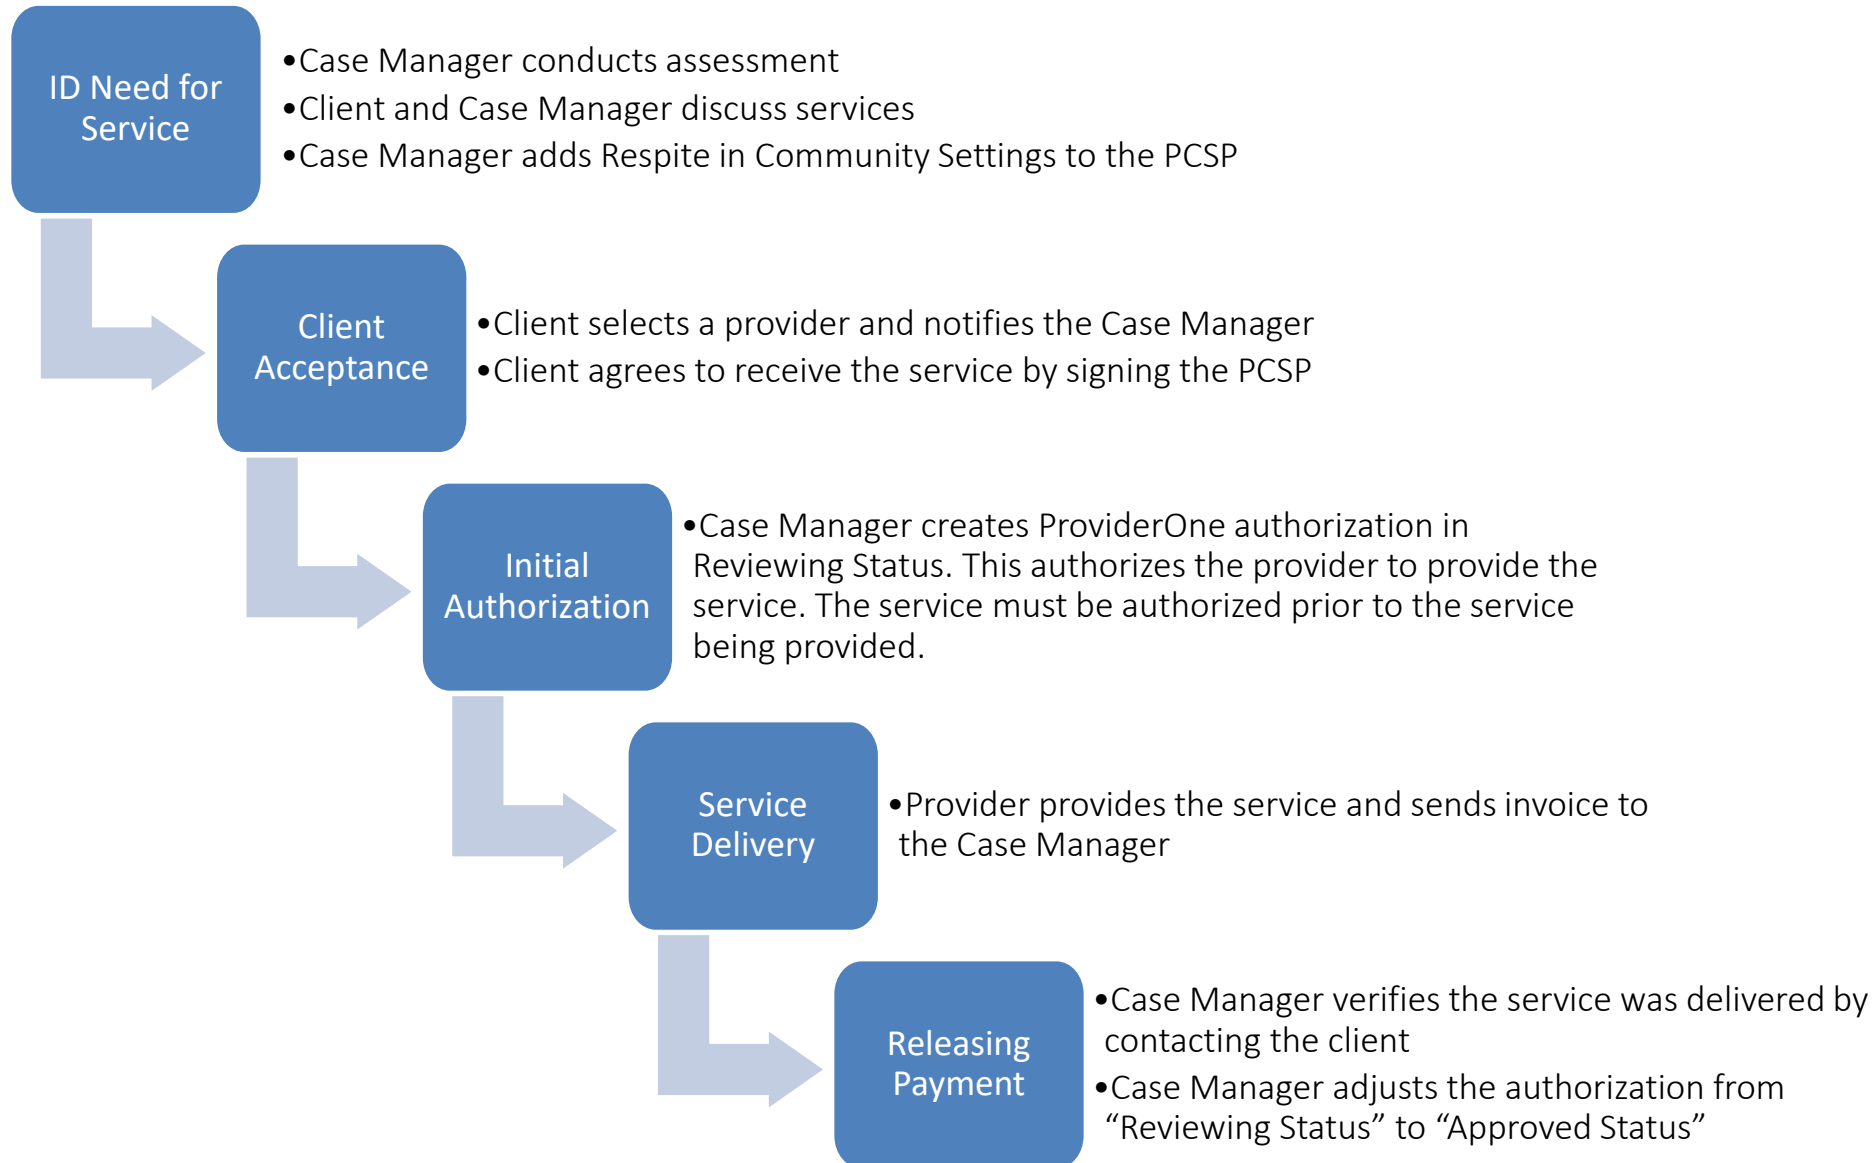 ID Need for
Service
•Case Manager conducts assessment
•Client and Case Manager discuss services
•Case Manager adds Respite in Community Settings to the PCSP
Client
Acceptance
•Client selects a provider and notifies the Case Manager
•Client agrees to receive the service by signing the PCSP
Initial
Authorization
•Case Manager creates ProviderOne authorization in
Reviewing Status. This authorizes the provider to provide the
service. The service must be authorized prior to the service
being provided.
Service
Delivery
•Provider provides the service and sends invoice to
the Case Manager
Releasing
Payment
•Case Manager verifies the service was delivered by
contacting the client
•Case Manager adjusts the authorization from
“Reviewing Status” to “Approved Status”